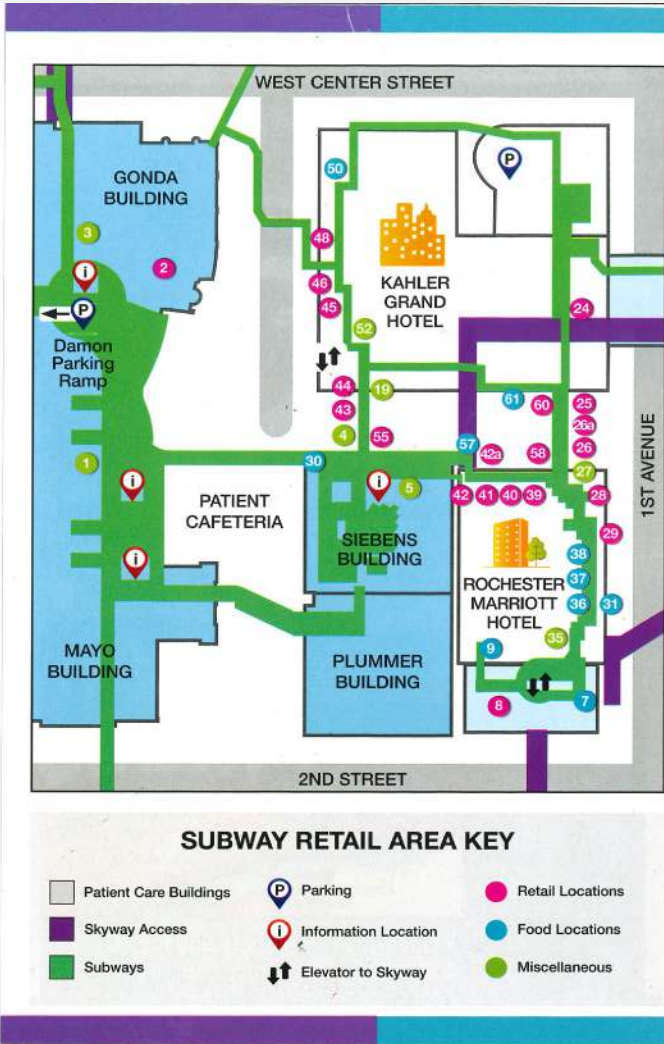 WEST CENTER STREET
GONDA
BUILDING
50
P
3
i
2
48
KAHLER
GRAND
HOTEL
46
45
24
P
Damon
Parking
Ramp
52
44
19
61
60
25
43
26a
4
55
57
42a
58
26
1
30
i
5
27
i
42
41
40
39
28
PATIENT
CAFETERIA
SIEBENS
BUILDING
29
1ST AVENUE
i
38
ROCHESTER
MARRIOTT
HOTEL
37
36
31
35
MAYO
BUILDING
PLUMMER
BUILDING
9
8
7
2ND STREET
SUBWAY RETAIL AREA KEY
Patient Care Buildings
P Parking
Retail Locations
Skyway Access
i Information Location
Food Locations
Subways
Elevator to Skyway
Miscellaneous